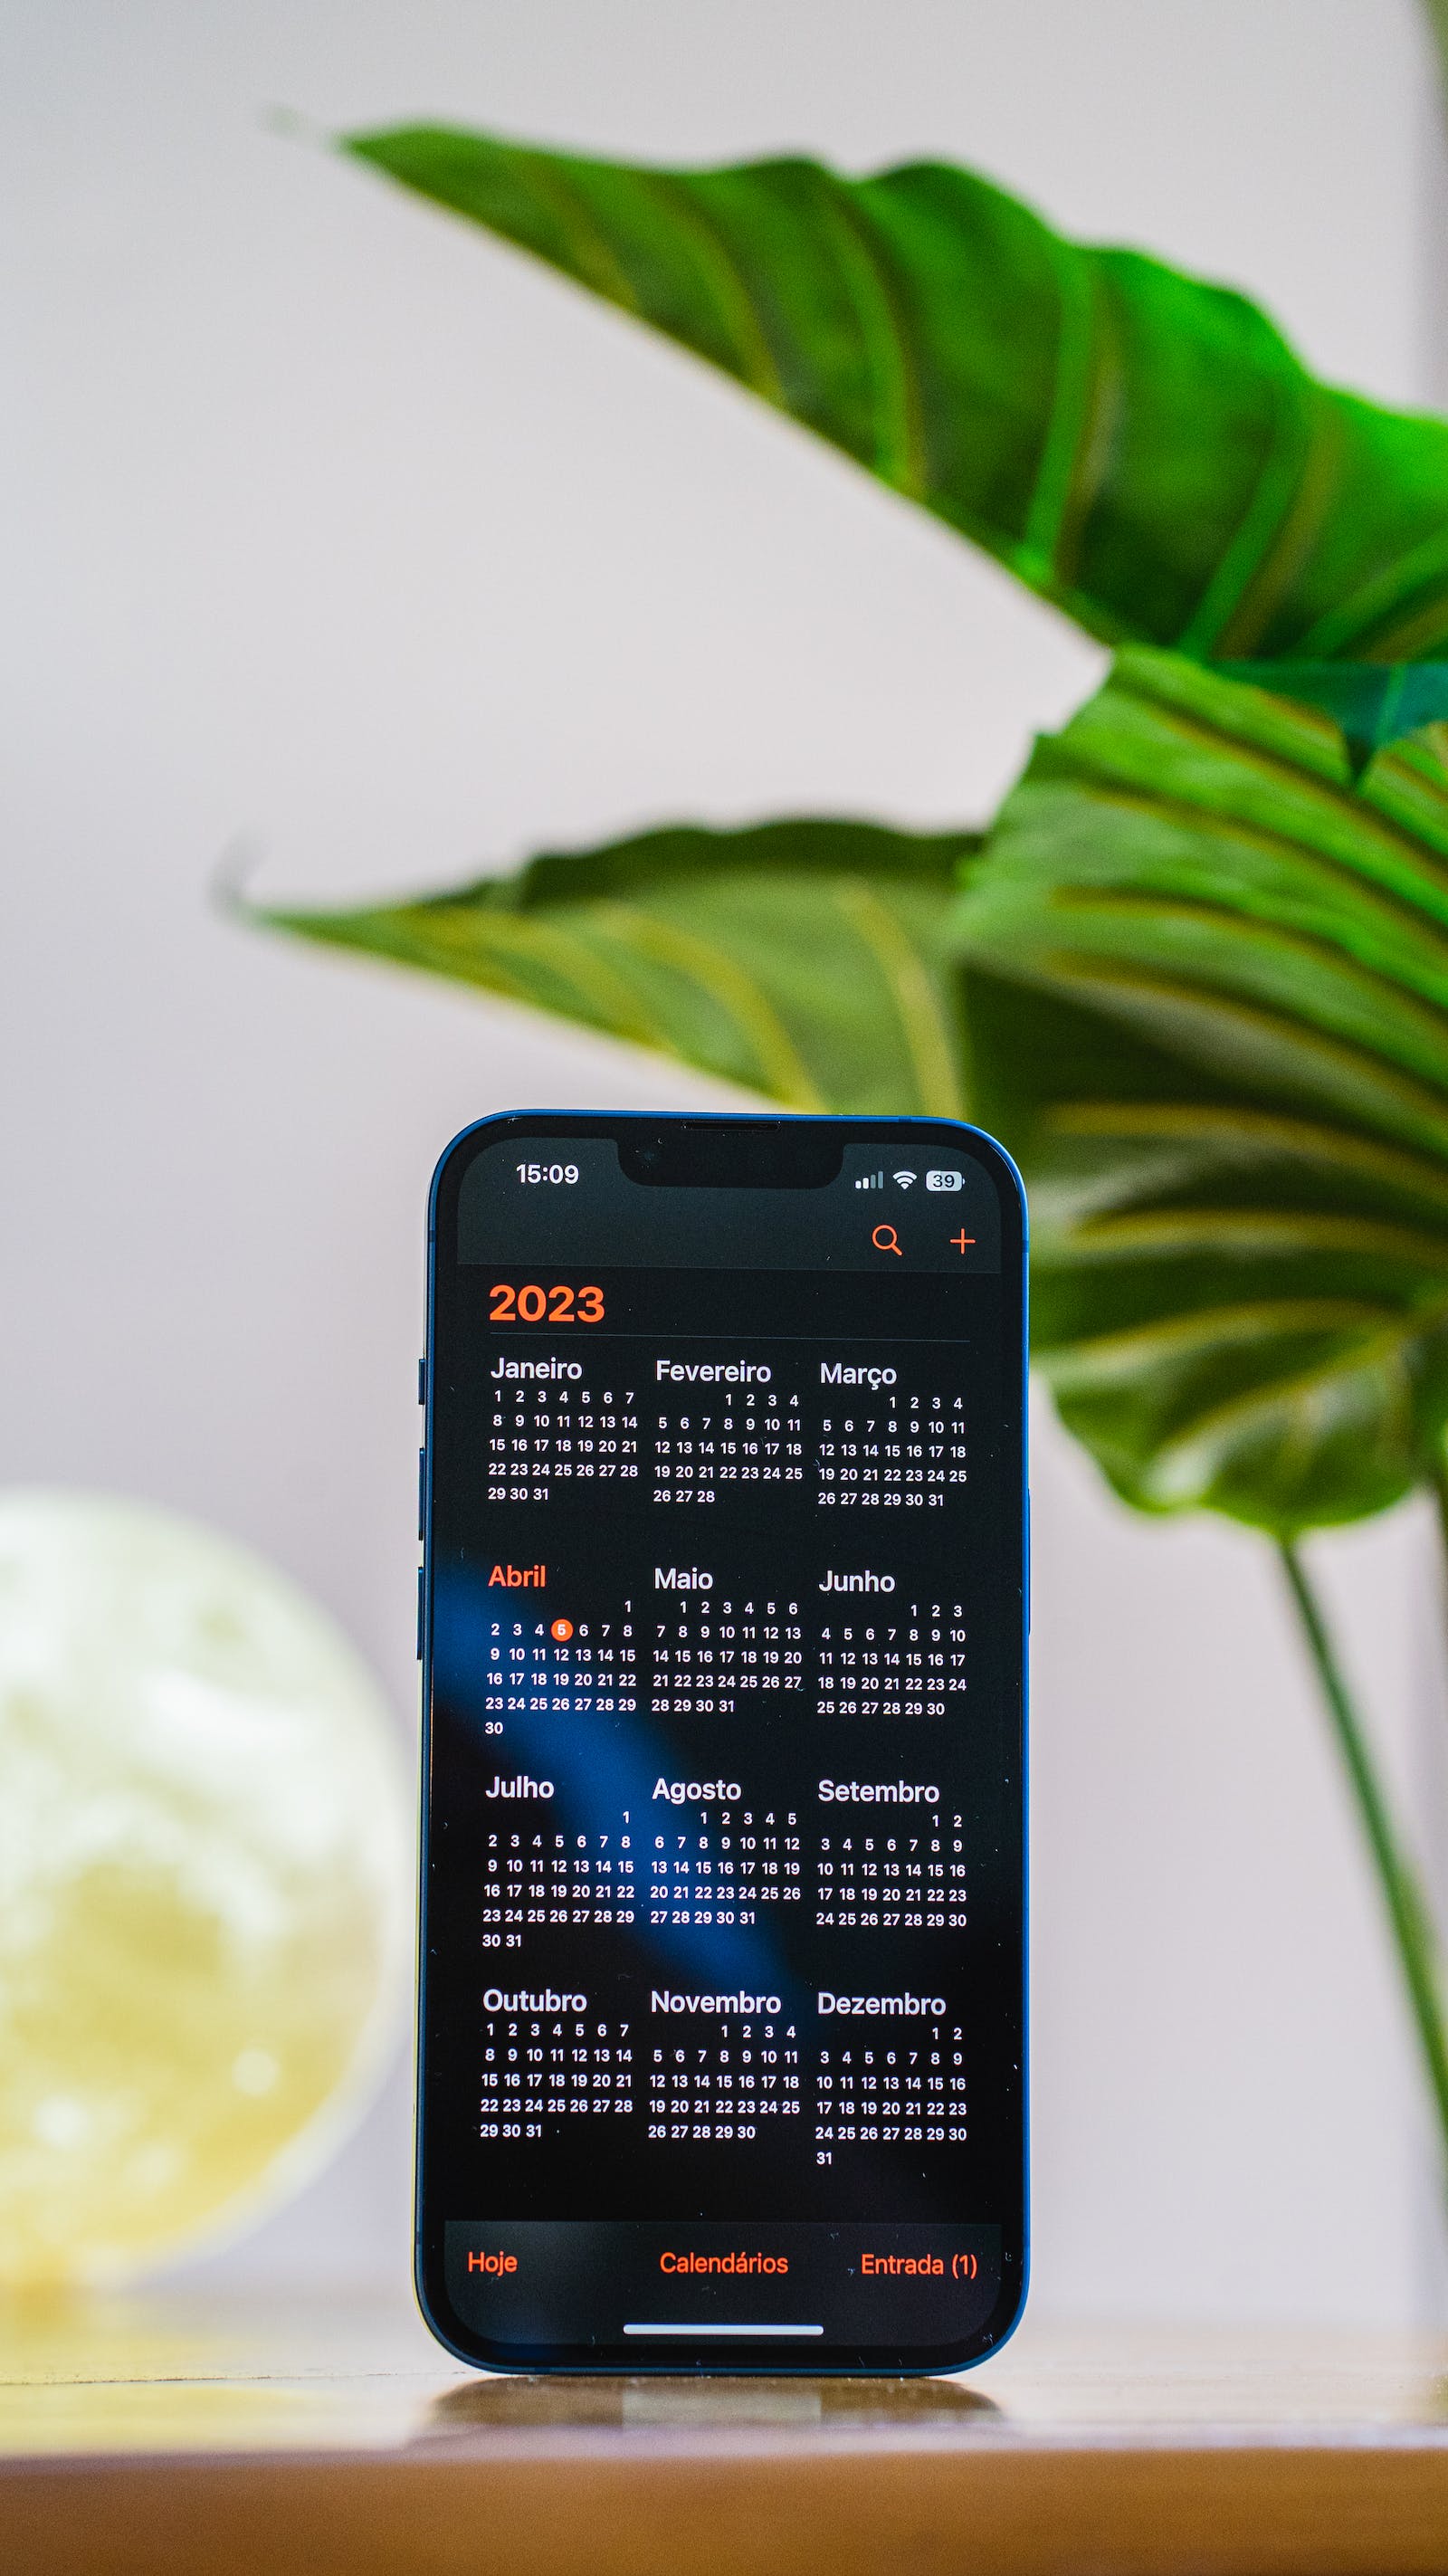 15:09 39
2023
Janeiro Fevereiro Março
1 2 3 4 5 6 7 1 2 3 4 1 2 3 4
8 9 10 11 12 13 14 5 6 7 8 9 10 11 5 6 7 8 9 10 11
15 16 17 18 19 20 21 12 13 14 15 16 17 18 12 13 14 15 16 17 18
22 23 24 25 26 27 28 19 20 21 22 23 24 25 19 20 21 22 23 24 25
29 30 31 26 27 28 26 27 28 29 30 31
Abril Maio Junho
1 1 2 3 4 5 6 1 2 3
2 3 4 5 6 7 8 7 8 9 10 11 12 13 4 5 6 7 8 9 10
9 10 11 12 13 14 15 14 15 16 17 18 19 20 11 12 13 14 15 16 17
16 17 18 19 20 21 22 21 22 23 24 25 26 27 18 19 20 21 22 23 24
23 24 25 26 27 28 29 28 29 30 31 25 26 27 28 29 30
30
Julho Agosto Setembro
1 1 2 3 4 5 1 2
2 3 4 5 6 7 8 6 7 8 9 10 11 12 3 4 5 6 7 8 9
9 10 11 12 13 14 15 13 14 15 16 17 18 19 10 11 12 13 14 15 16
16 17 18 19 20 21 22 20 21 22 23 24 25 26 17 18 19 20 21 22 23
23 24 25 26 27 28 29 27 28 29 30 31 24 25 26 27 28 29 30
30 31
Outubro Novembro Dezembro
1 2 3 4 5 6 7 1 2 3 4 1 2
8 9 10 11 12 13 14 5 6 7 8 9 10 11 3 4 5 6 7 8 9
15 16 17 18 19 20 21 12 13 14 15 16 17 18 10 11 12 13 14 15 16
22 23 24 25 26 27 28 19 20 21 22 23 24 25 17 18 19 20 21 22 23
29 30 31 26 27 28 29 30 24 25 26 27 28 29 30
31
Hoje Calendários Entrada (1)